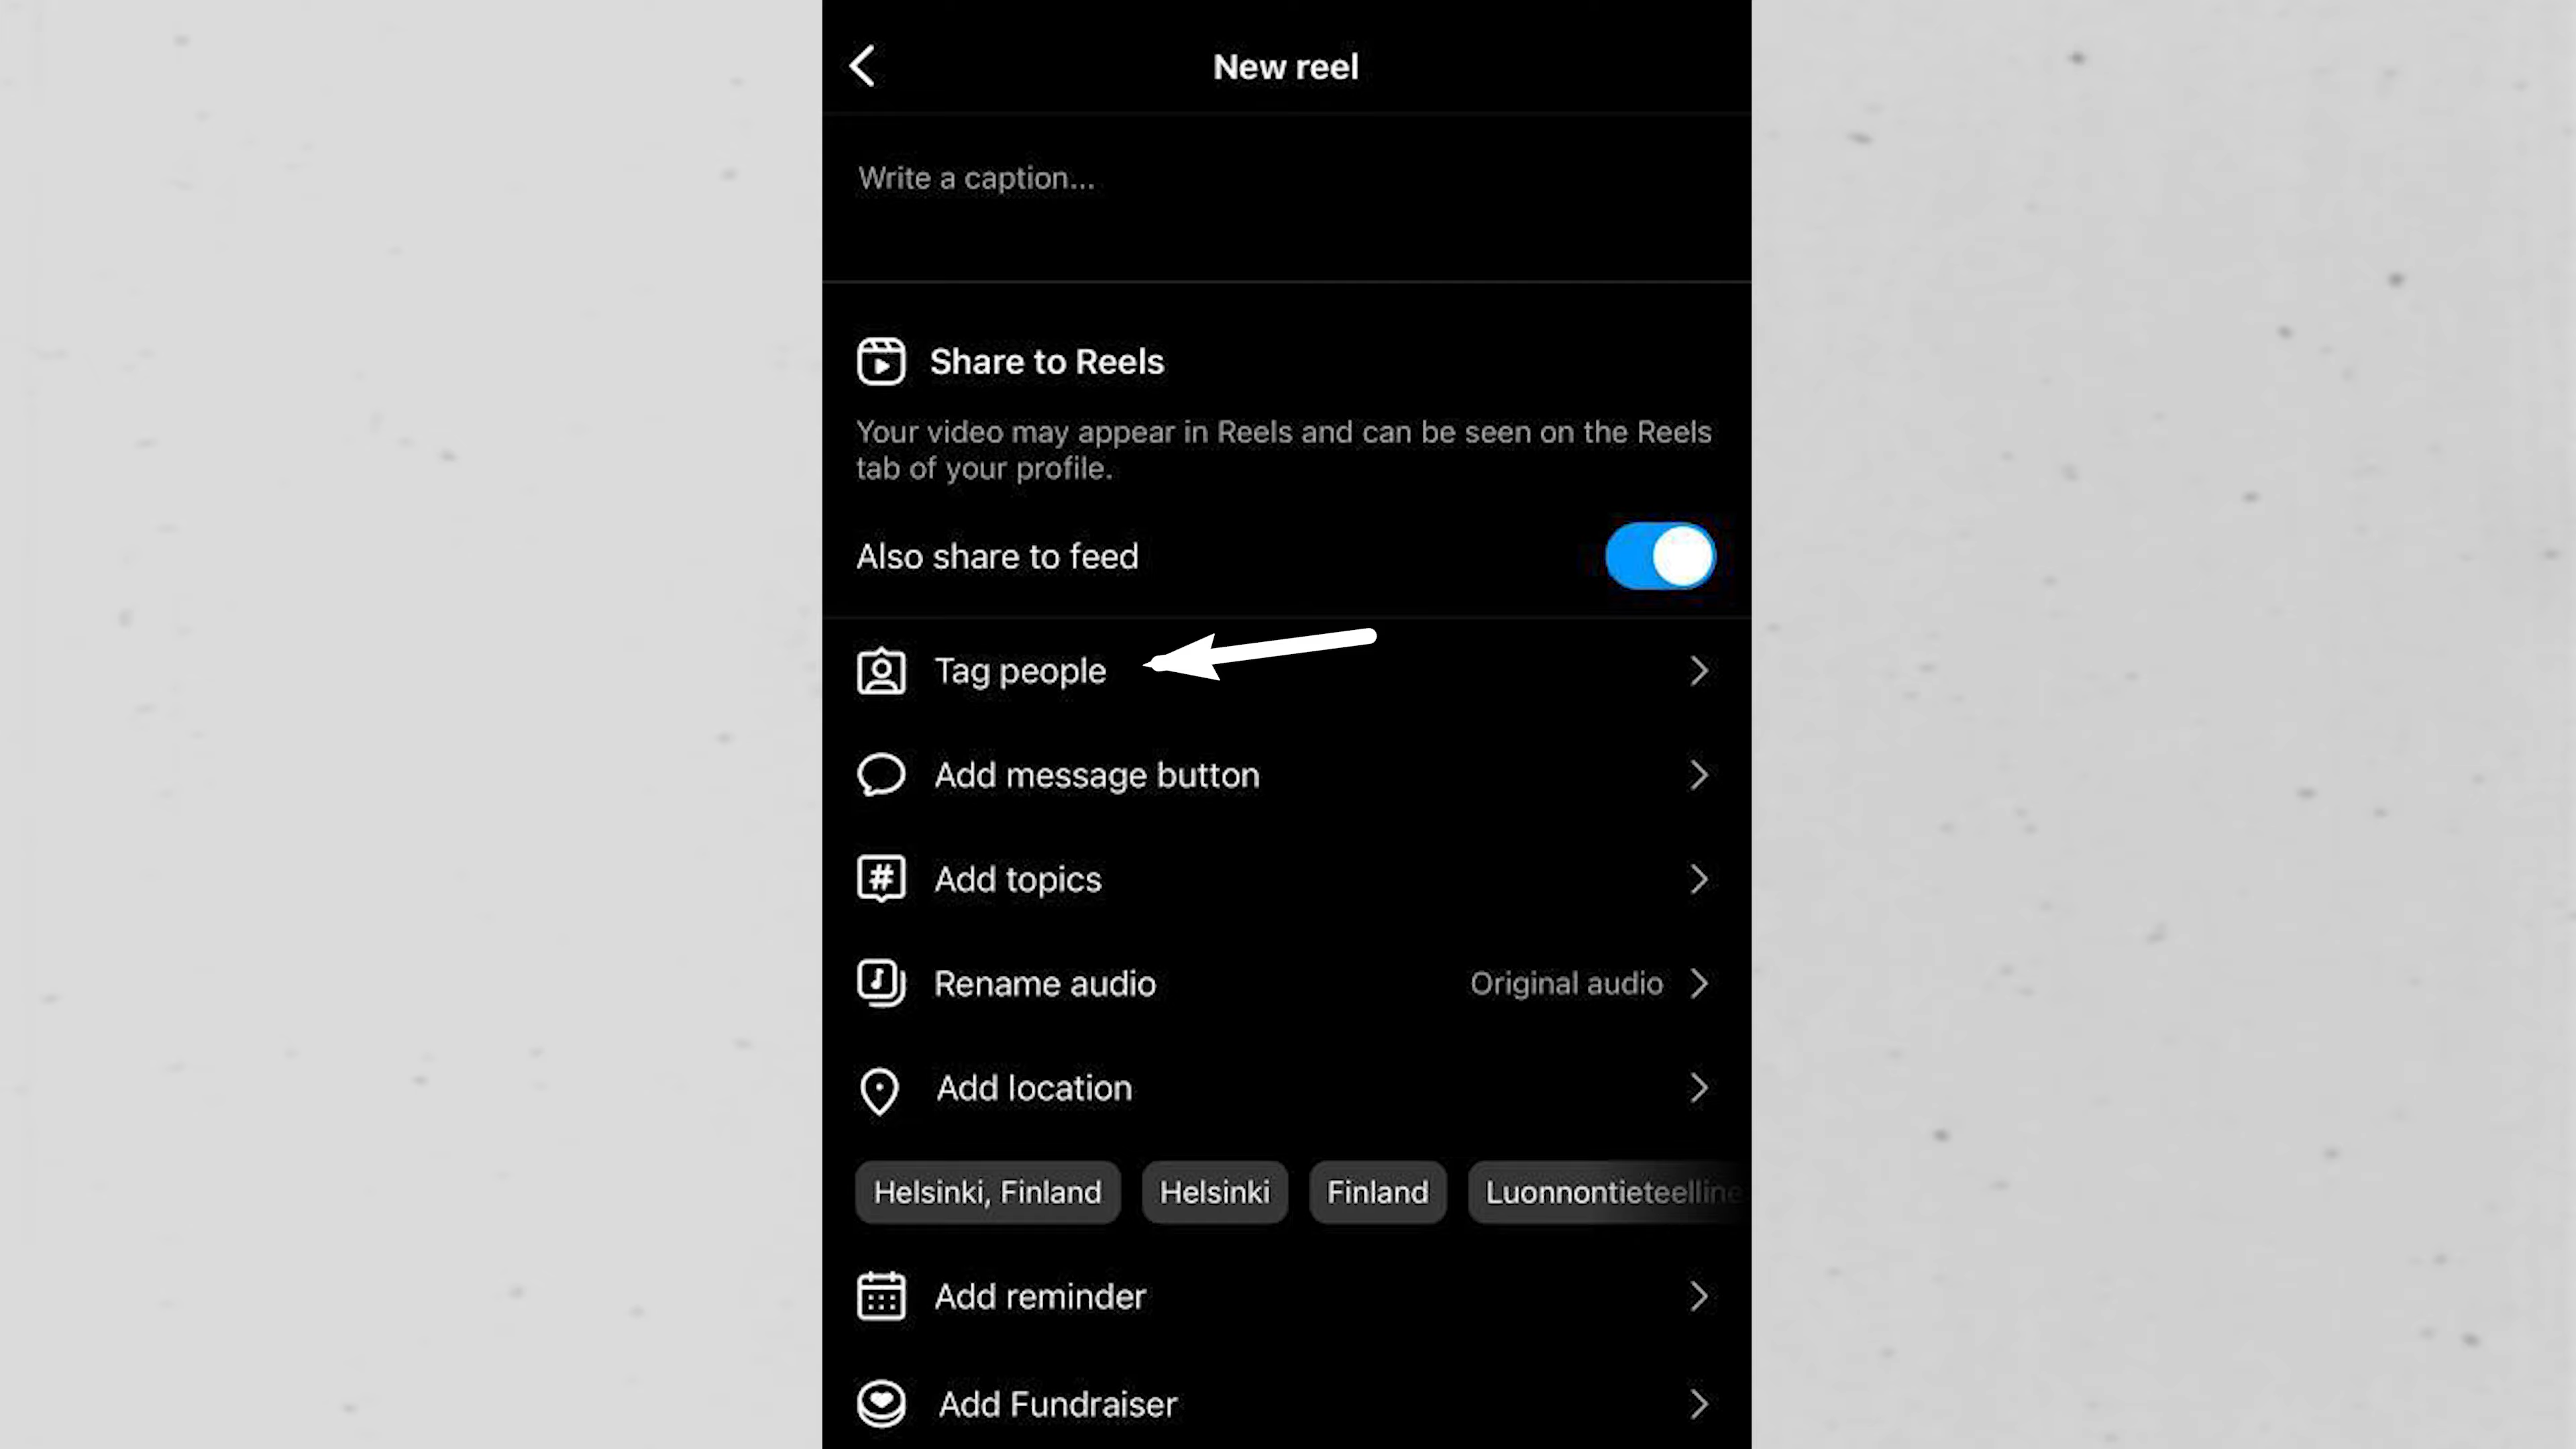 New reel
Write a caption...
Share to Reels
Your video may appear in Reels and can be seen on the Reels
tab of your profile.
Also share to feed
Tag people
Add message button
Add topics
Rename audio Original audio
Add location
Helsinki, Finland Helsinki Finland Luonnontieteelline
Add reminder
Add Fundraiser